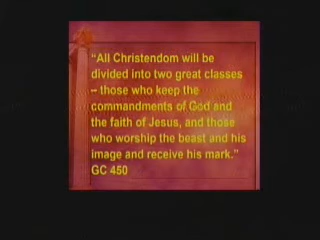 “All Christendom will be
divided into two great classes
– those who keep the
commandments of God and
the faith of Jesus, and those
who worship the beast and his
image and receive his mark.”
GC 450